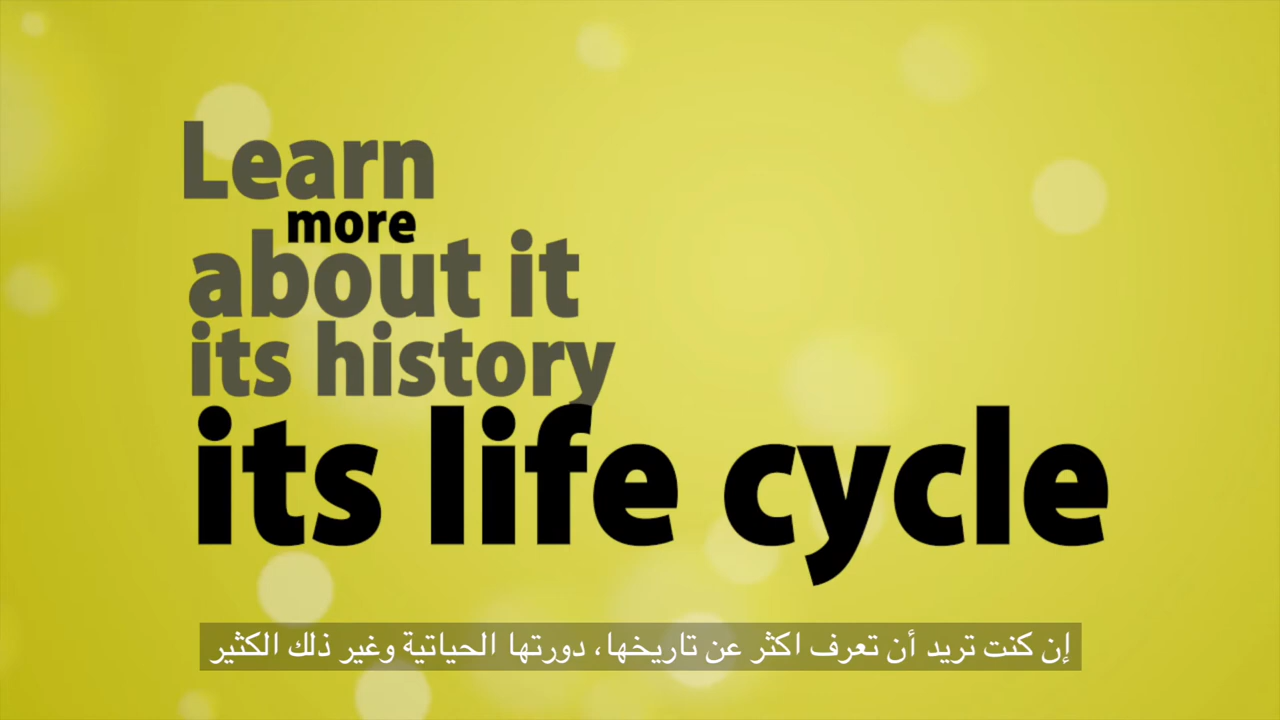 Learn
more
about it
its history
its life cycle
إن كنت تريد أن تعرف اكثر عن تاريخها، دورتها الحياتية وغير ذلك الكثير